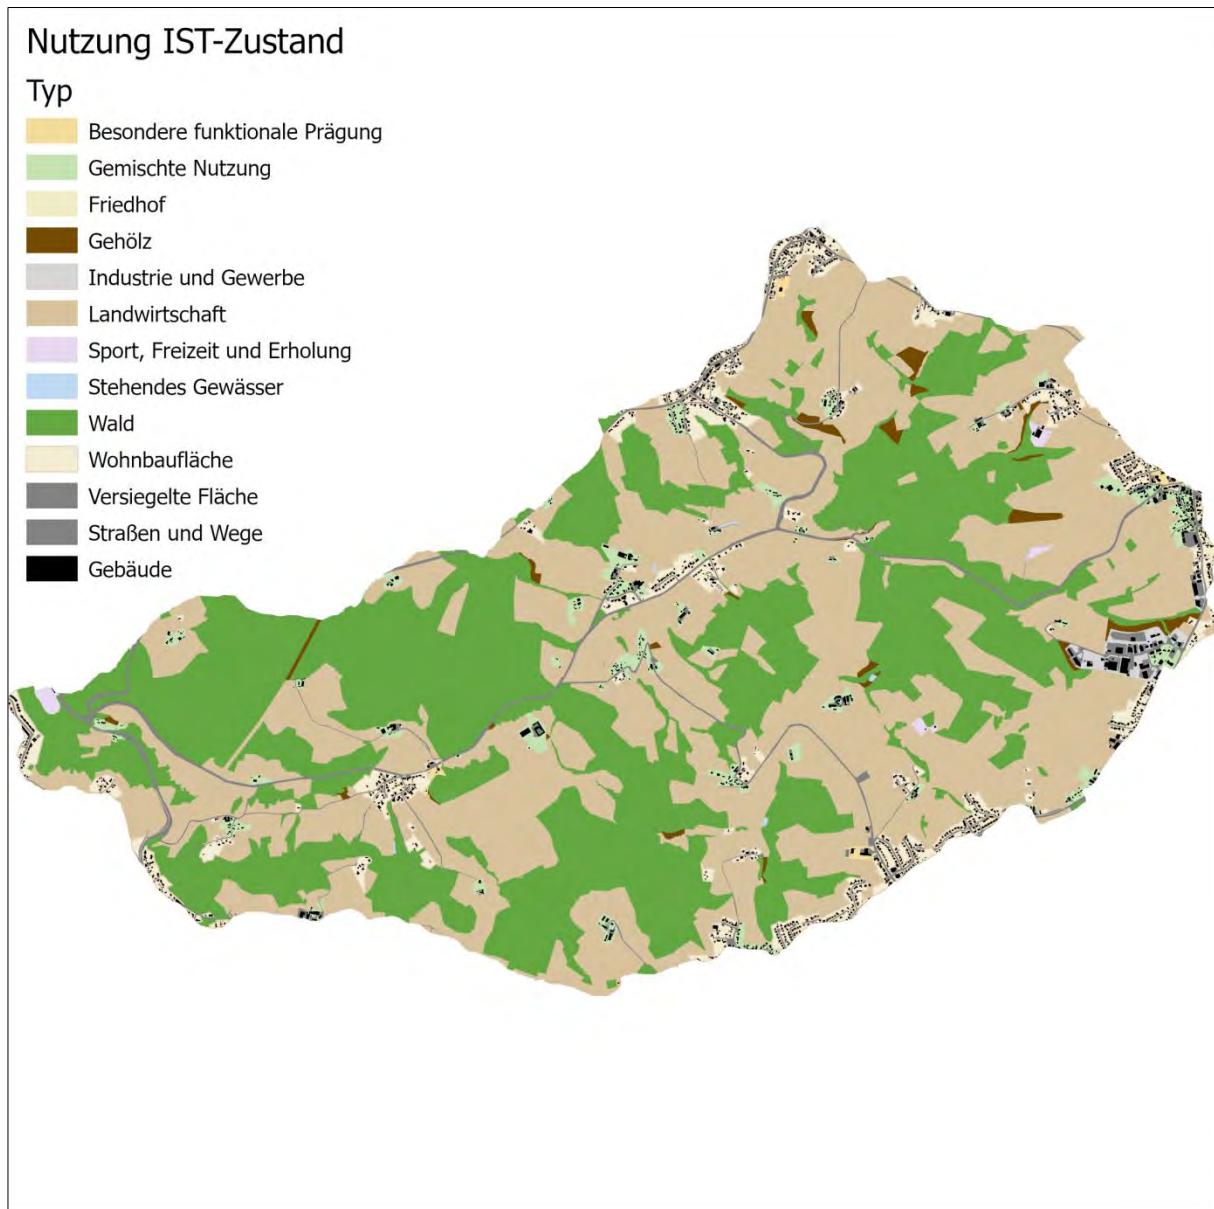 Nutzung IST-Zustand
Typ
Besondere funktionale Prägung
Gemischte Nutzung
Friedhof
Gehölz
Industrie und Gewerbe
Landwirtschaft
Sport, Freizeit und Erholung
Stehendes Gewässer
Wald
Wohnbaufläche
Versiegelte Fläche
Straßen und Wege
Gebäude